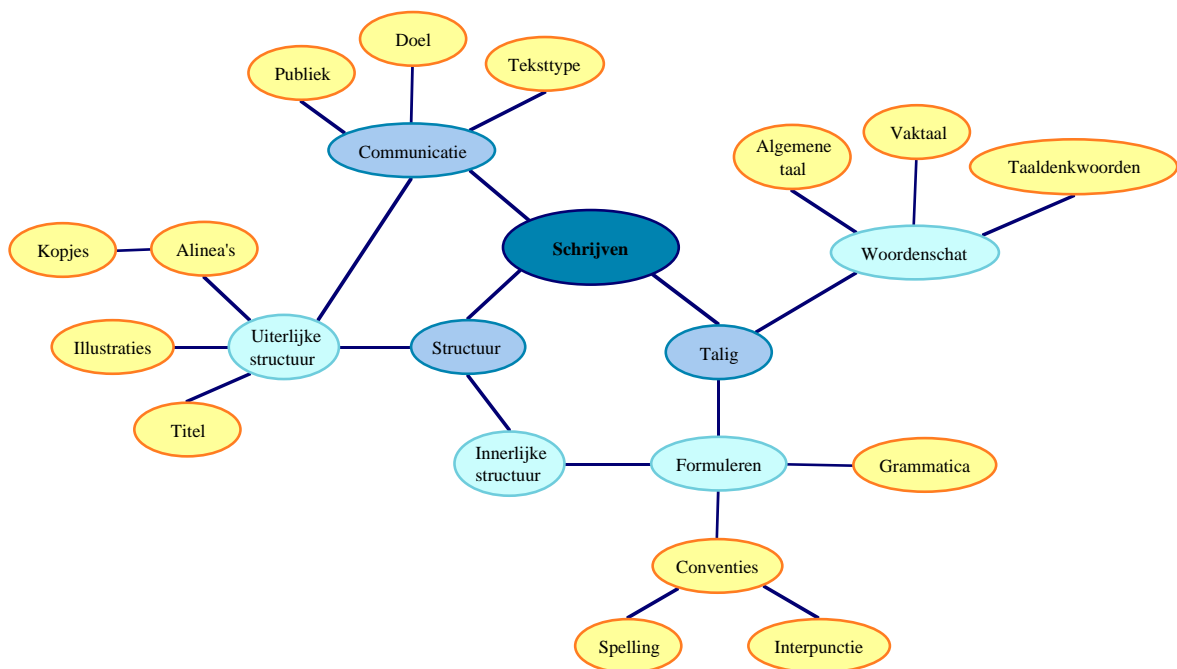 Doel
Publiek
Teksttype
Communicatie
Algemene
taal
Vaktaal
Taaldenkwoorden
Schrijven
Woordenschat
Kopjes
Alinea's
Illustraties
Uiterlijke
structuur
Structuur
Talig
Titel
Innerlijke
structuur
Formuleren
Grammatica
Conventies
Spelling
Interpunctie